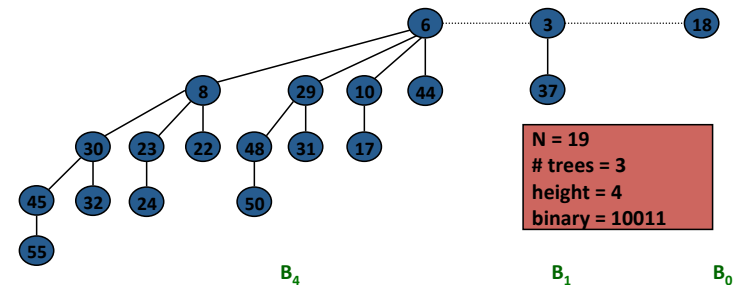 6 3 18
8 29 10 44 37
30 23 22 48 31 17
45 32 24 50
55
N = 19
# trees = 3
height = 4
binary = 10011
B4 B1 B0